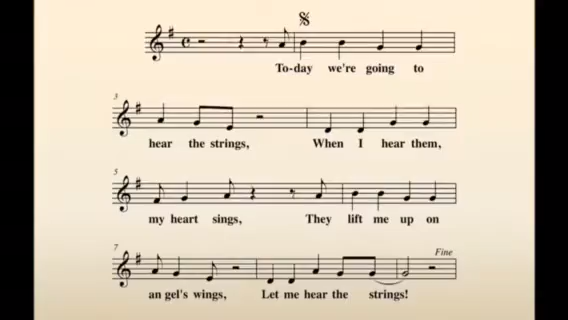 To-day we're going to
3
hear the strings, When I hear them,
5
my heart sings, They lift me up on
7
Fine
an gel's wings, Let me hear the strings!